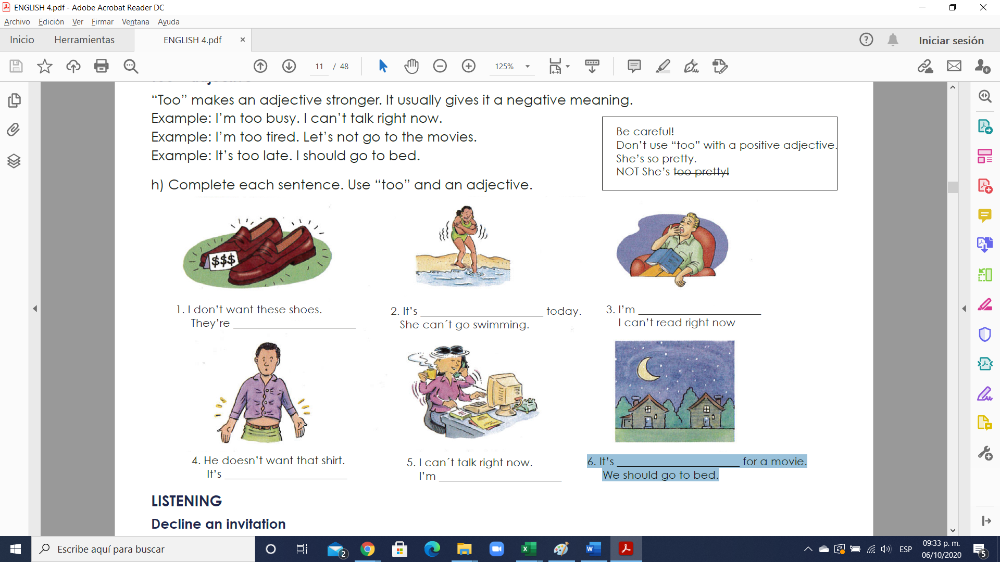 ENGLISH 4.pdf - Adobe Acrobat Reader DC
Archivo Edición Ver Firmar Ventana Ayuda
Inicio Herramientas ENGLISH 4.pdf × Iniciar sesión
11 / 48 125%
“Too” makes an adjective stronger. It usually gives it a negative meaning.
Example: I’m too busy. I can’t talk right now.
Example: I’m too tired. Let’s not go to the movies.
Example: It’s too late. I should go to bed.
Be careful!
Don’t use “too” with a positive adjective.
She’s so pretty.
NOT She’s too pretty!
h) Complete each sentence. Use “too” and an adjective.
$$$
1. I don’t want these shoes.
They’re ____________________
2. It’s ____________________ today.
She can´t go swimming.
3. I’m ____________________
I can’t read right now
4. He doesn’t want that shirt.
It’s ____________________
5. I can´t talk right now.
I’m ____________________
6. It’s ____________________ for a movie.
We should go to bed.
LISTENING
Decline an invitation
Escribe aquí para buscar
2
ESP
09:33 p. m.
06/10/2020
5